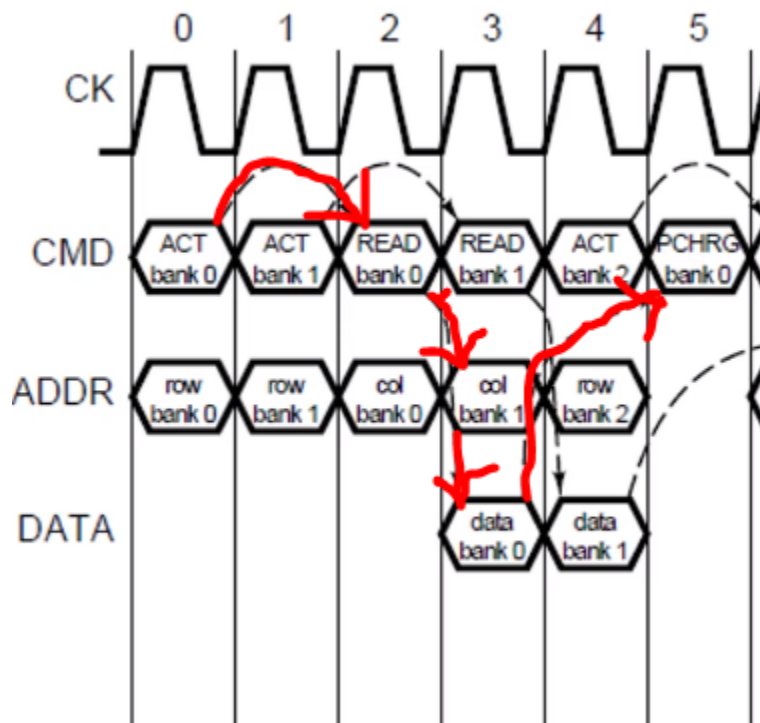 0 1 2 3 4 5
CK
CMD
ACT ACT READ READ ACT PCHRG
bank 0 bank 1 bank 0 bank 1 bank 2 bank 0
ADDR
row row col col row
bank 0 bank 1 bank 0 bank 1 bank 2
DATA
data data
bank 0 bank 1